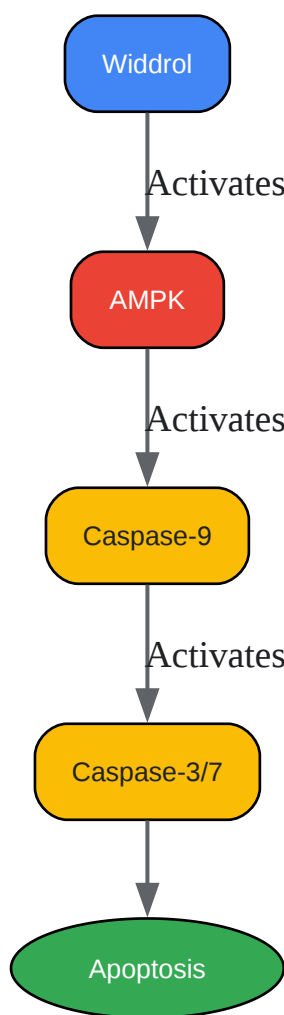 Widdrol
Activates
AMPK
Activates
Caspase-9
Activates
Caspase-3/7
Apoptosis